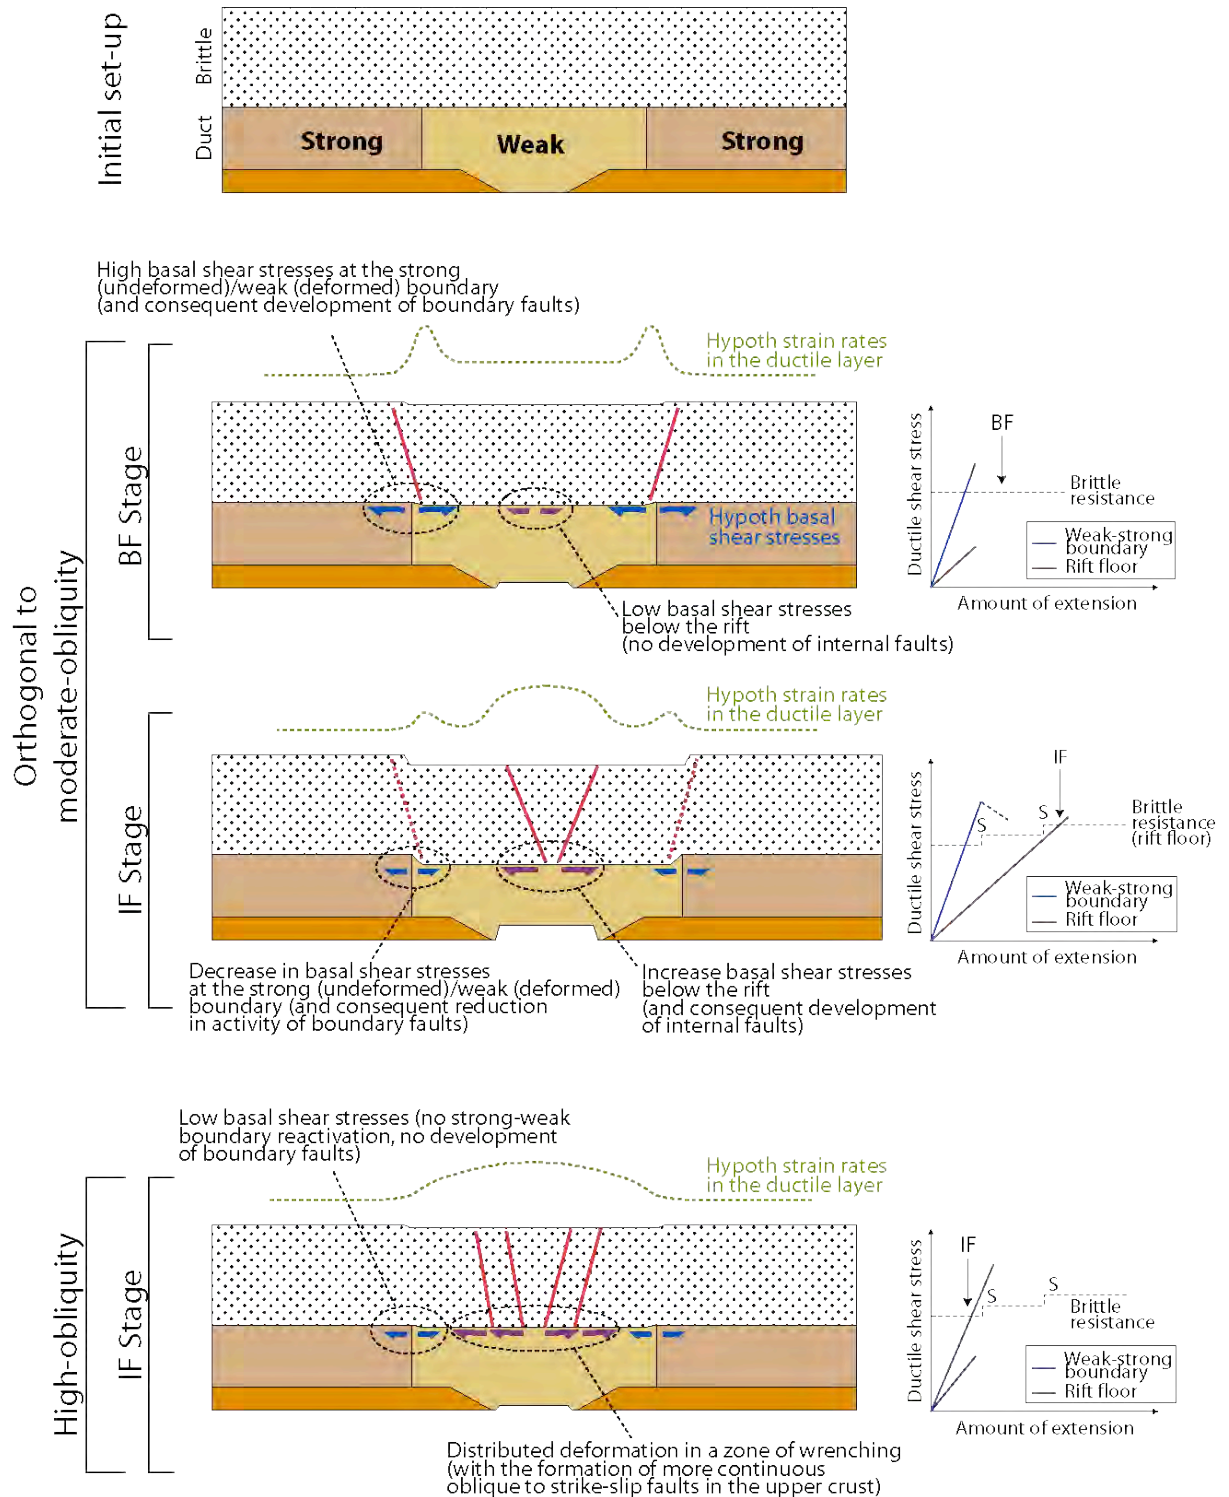 Initial set-up
Brittle
Duct
Strong
Weak
Strong
High basal shear stresses at the strong
(undeformed)/weak (deformed) boundary
(and consequent development of boundary faults)
Hypoth strain rates
in the ductile layer
Orthogonal to
moderate-obliquity
BF Stage
Hypoth basal
shear stresses
Low basal shear stresses
below the rift
(no development of internal faults)
Ductile shear stress
BF
Brittle
resistance
Weak-strong
boundary
Rift floor
Amount of extension
IF Stage
Hypoth strain rates
in the ductile layer
Decrease in basal shear stresses
at the strong (undeformed)/weak (deformed)
boundary (and consequent reduction
in activity of boundary faults)
Increase basal shear stresses
below the rift
(and consequent development
of internal faults)
Ductile shear stress
IF
S
S
Brittle
resistance
(rift floor)
Weak-strong
boundary
Rift floor
Amount of extension
High-obliquity
IF Stage
Low basal shear stresses (no strong-weak
boundary reactivation, no development
of boundary faults)
Hypoth strain rates
in the ductile layer
Distributed deformation in a zone of wrenching
(with the formation of more continuous
oblique to strike-slip faults in the upper crust)
Ductile shear stress
IF
S
S
Brittle
resistance
Weak-strong
boundary
Rift floor
Amount of extension